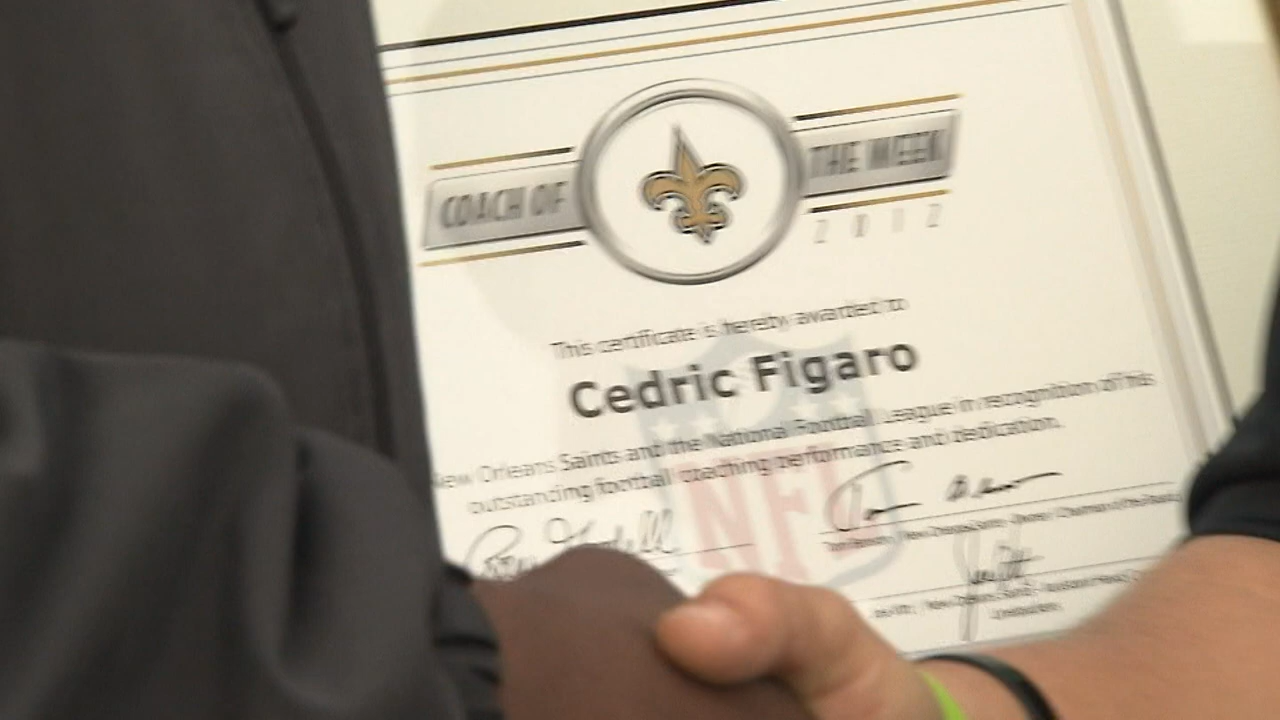 COACH OF THE WEEK
2012
This certificate is hereby awarded to
Cedric Figaro
New Orleans Saints and the National Football League in recognition of his
outstanding football coaching performance and dedication.
NFL